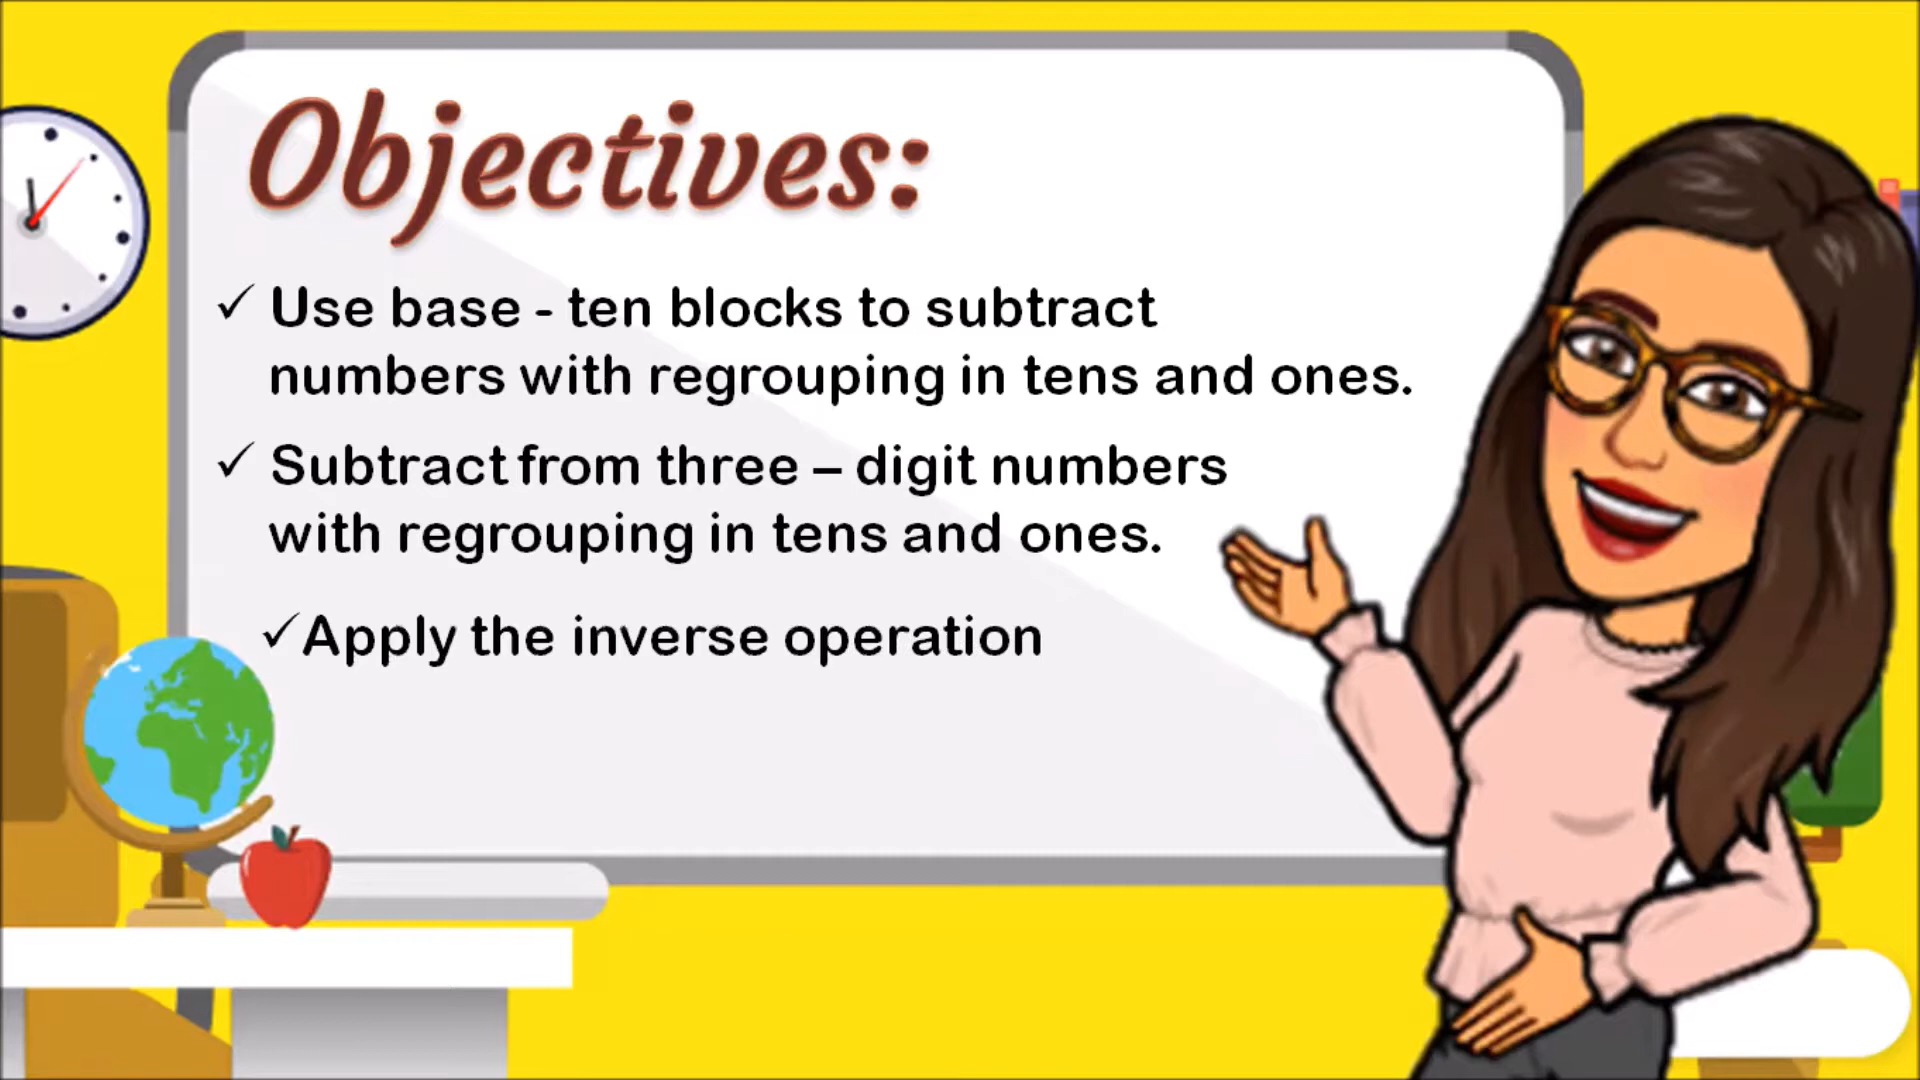 Objectives:
✓ Use base - ten blocks to subtract
numbers with regrouping in tens and ones.
✓ Subtract from three – digit numbers
with regrouping in tens and ones.
✓Apply the inverse operation